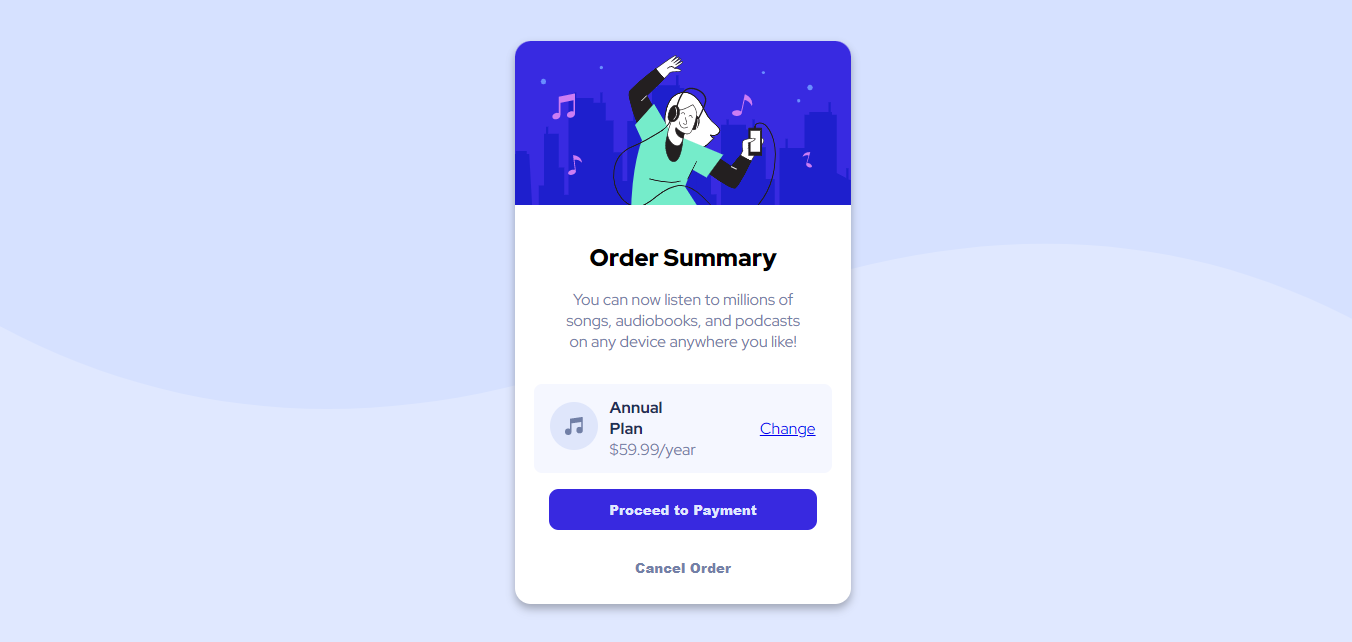 Order Summary
You can now listen to millions of
songs, audiobooks, and podcasts
on any device anywhere you like!
Annual
Plan
$59.99/year
Change
Proceed to Payment
Cancel Order